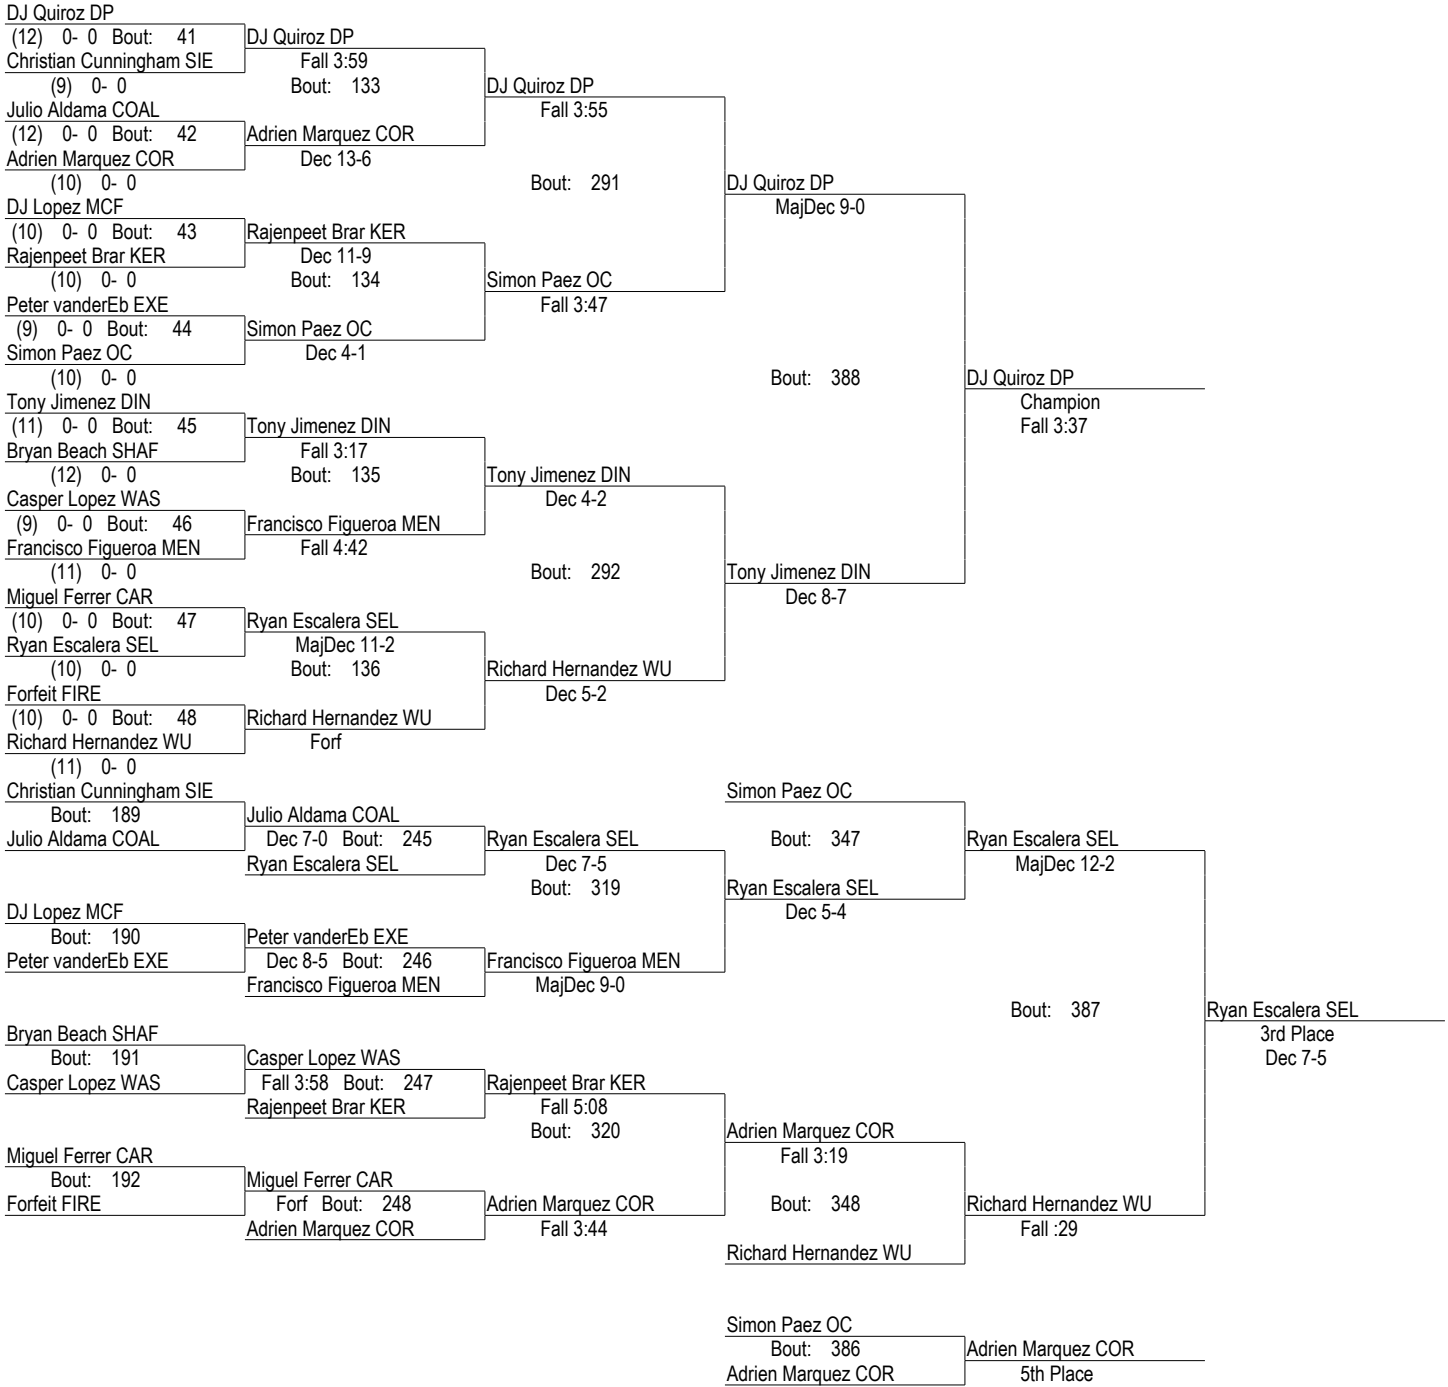 DJ Quiroz DP
(12) 0- 0 Bout: 41 DJ Quiroz DP
Christian Cunningham SIE Fall 3:59
(9) 0- 0 Bout: 133 DJ Quiroz DP
Julio Aldama COAL Fall 3:55
(12) 0- 0 Bout: 42 Adrien Marquez COR
Adrien Marquez COR Dec 13-6
(10) 0- 0 Bout: 291 DJ Quiroz DP
DJ Lopez MCF MajDec 9-0
(10) 0- 0 Bout: 43 Rajenpeet Brar KER
Rajenpeet Brar KER Dec 11-9
(10) 0- 0 Bout: 134 Simon Paez OC
Peter vanderEb EXE Fall 3:47
(9) 0- 0 Bout: 44 Simon Paez OC
Simon Paez OC Dec 4-1
(10) 0- 0 Bout: 388 DJ Quiroz DP
Tony Jimenez DIN Champion
(11) 0- 0 Bout: 45 Tony Jimenez DIN Fall 3:37
Bryan Beach SHAF Fall 3:17
(12) 0- 0 Bout: 135 Tony Jimenez DIN
Casper Lopez WAS Dec 4-2
(9) 0- 0 Bout: 46 Francisco Figueroa MEN
Francisco Figueroa MEN Fall 4:42
(11) 0- 0 Bout: 292 Tony Jimenez DIN
Miguel Ferrer CAR Dec 8-7
(10) 0- 0 Bout: 47 Ryan Escalera SEL
Ryan Escalera SEL MajDec 11-2
(10) 0- 0 Bout: 136 Richard Hernandez WU
Forfeit FIRE Dec 5-2
(10) 0- 0 Bout: 48 Richard Hernandez WU
Richard Hernandez WU Forf
(11) 0- 0
Christian Cunningham SIE Simon Paez OC
Bout: 189 Julio Aldama COAL
Julio Aldama COAL Dec 7-0 Bout: 245 Ryan Escalera SEL Bout: 347 Ryan Escalera SEL
Ryan Escalera SEL Dec 7-5 MajDec 12-2
Bout: 319 Ryan Escalera SEL
DJ Lopez MCF Dec 5-4
Bout: 190 Peter vanderEb EXE
Peter vanderEb EXE Dec 8-5 Bout: 246 Francisco Figueroa MEN
Francisco Figueroa MEN MajDec 9-0
Bout: 387 Ryan Escalera SEL
Bryan Beach SHAF 3rd Place
Bout: 191 Casper Lopez WAS Dec 7-5
Casper Lopez WAS Fall 3:58 Bout: 247 Rajenpeet Brar KER
Rajenpeet Brar KER Fall 5:08
Bout: 320 Adrien Marquez COR
Miguel Ferrer CAR Fall 3:19
Bout: 192 Miguel Ferrer CAR
Forfeit FIRE Forf Bout: 248 Adrien Marquez COR Bout: 348 Richard Hernandez WU
Adrien Marquez COR Fall 3:44 Fall :29
Richard Hernandez WU
Simon Paez OC
Bout: 386 Adrien Marquez COR
Adrien Marquez COR 5th Place